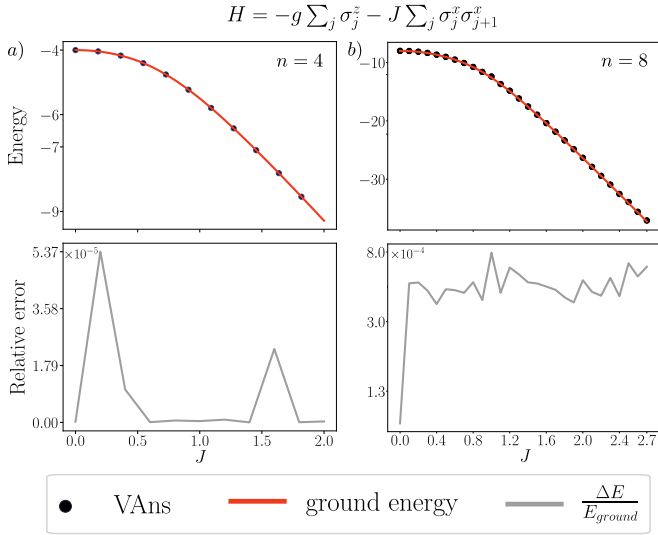 H = −g ∑_j σ_j^z − J ∑_j σ_j^x σ_{j+1}^x
a)
n = 4
Energy
−4
−6
−7
−9
b)
n = 8
−10
−20
−30
Relative error
×10^{−5}
5.37
3.58
1.79
0.00
0.0 0.5 1.0 1.5 2.0
J
×10^{−4}
8.0
3.0
1.3
0.0 0.4 0.8 1.2 1.6 2.0 2.4 2.7
J
VAns ground energy ΔE/E_{ground}